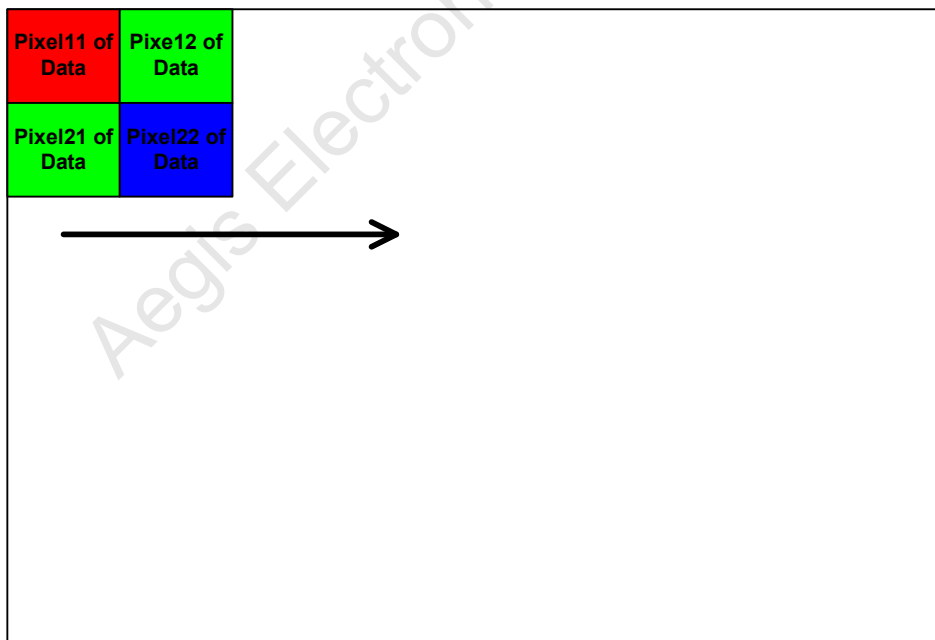 Pixel11 of
Data
Pixe12 of
Data
Pixel21 of
Data
Pixel22 of
Data
Aegis Electron